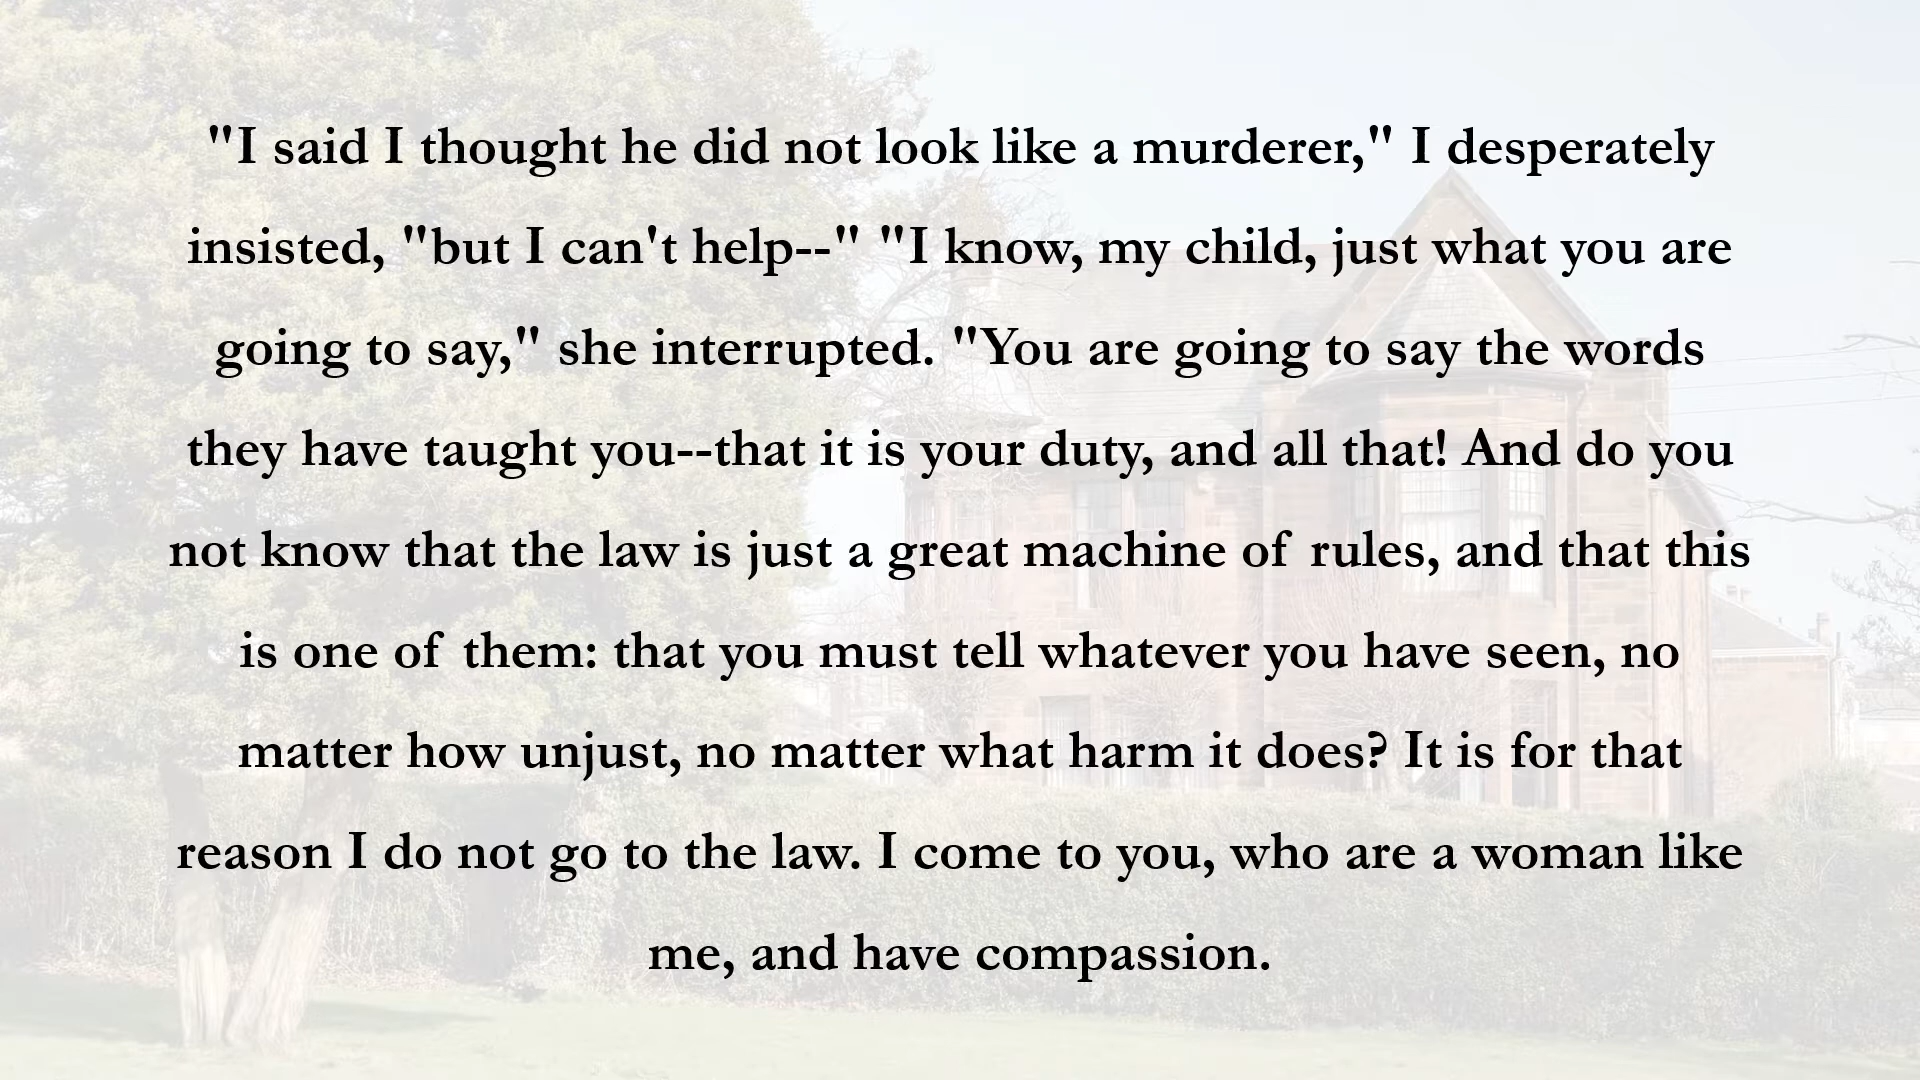 "I said I thought he did not look like a murderer," I desperately
insisted, "but I can't help--" "I know, my child, just what you are
going to say," she interrupted. "You are going to say the words
they have taught you--that it is your duty, and all that! And do you
not know that the law is just a great machine of rules, and that this
is one of them: that you must tell whatever you have seen, no
matter how unjust, no matter what harm it does? It is for that
reason I do not go to the law. I come to you, who are a woman like
me, and have compassion.